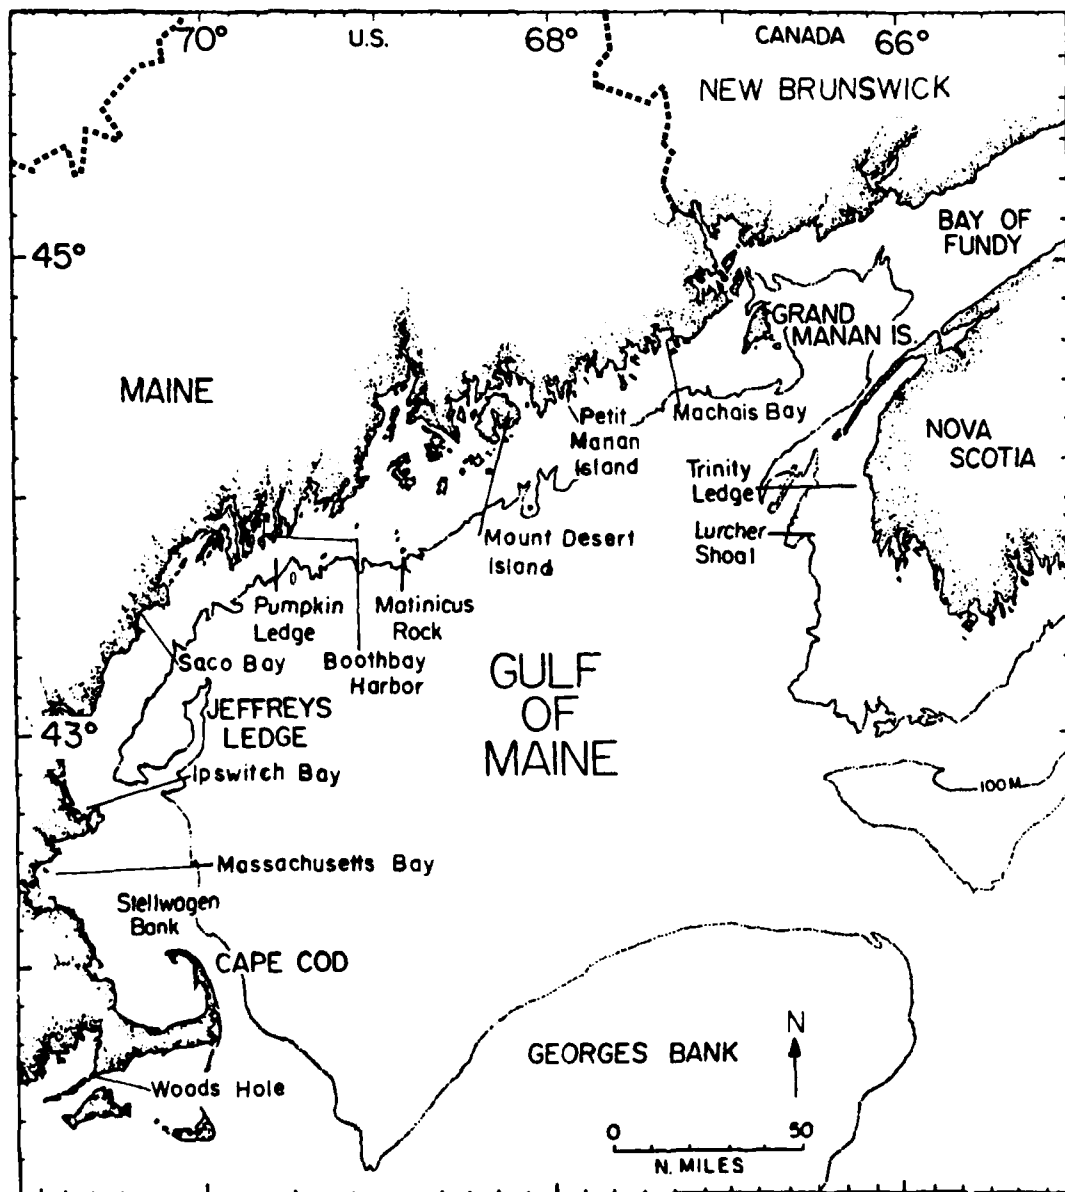 70°
U.S.
68°
CANADA
66°
NEW BRUNSWICK
BAY OF
FUNDY
45°
GRAND
MANAN IS.
MAINE
Petit
Manan
Island
Machais Bay
NOVA
SCOTIA
Trinity
Ledge
Lurcher
Shoal
Mount Desert
Island
Pumpkin
Ledge
Matinicus
Rock
Saco Bay
Boothbay
Harbor
GULF
OF
MAINE
JEFFREYS
LEDGE
43°
Ipswitch Bay
100M
Massachusetts Bay
Stellwagen
Bank
CAPE COD
GEORGES BANK
N
Woods Hole
0 50
N. MILES